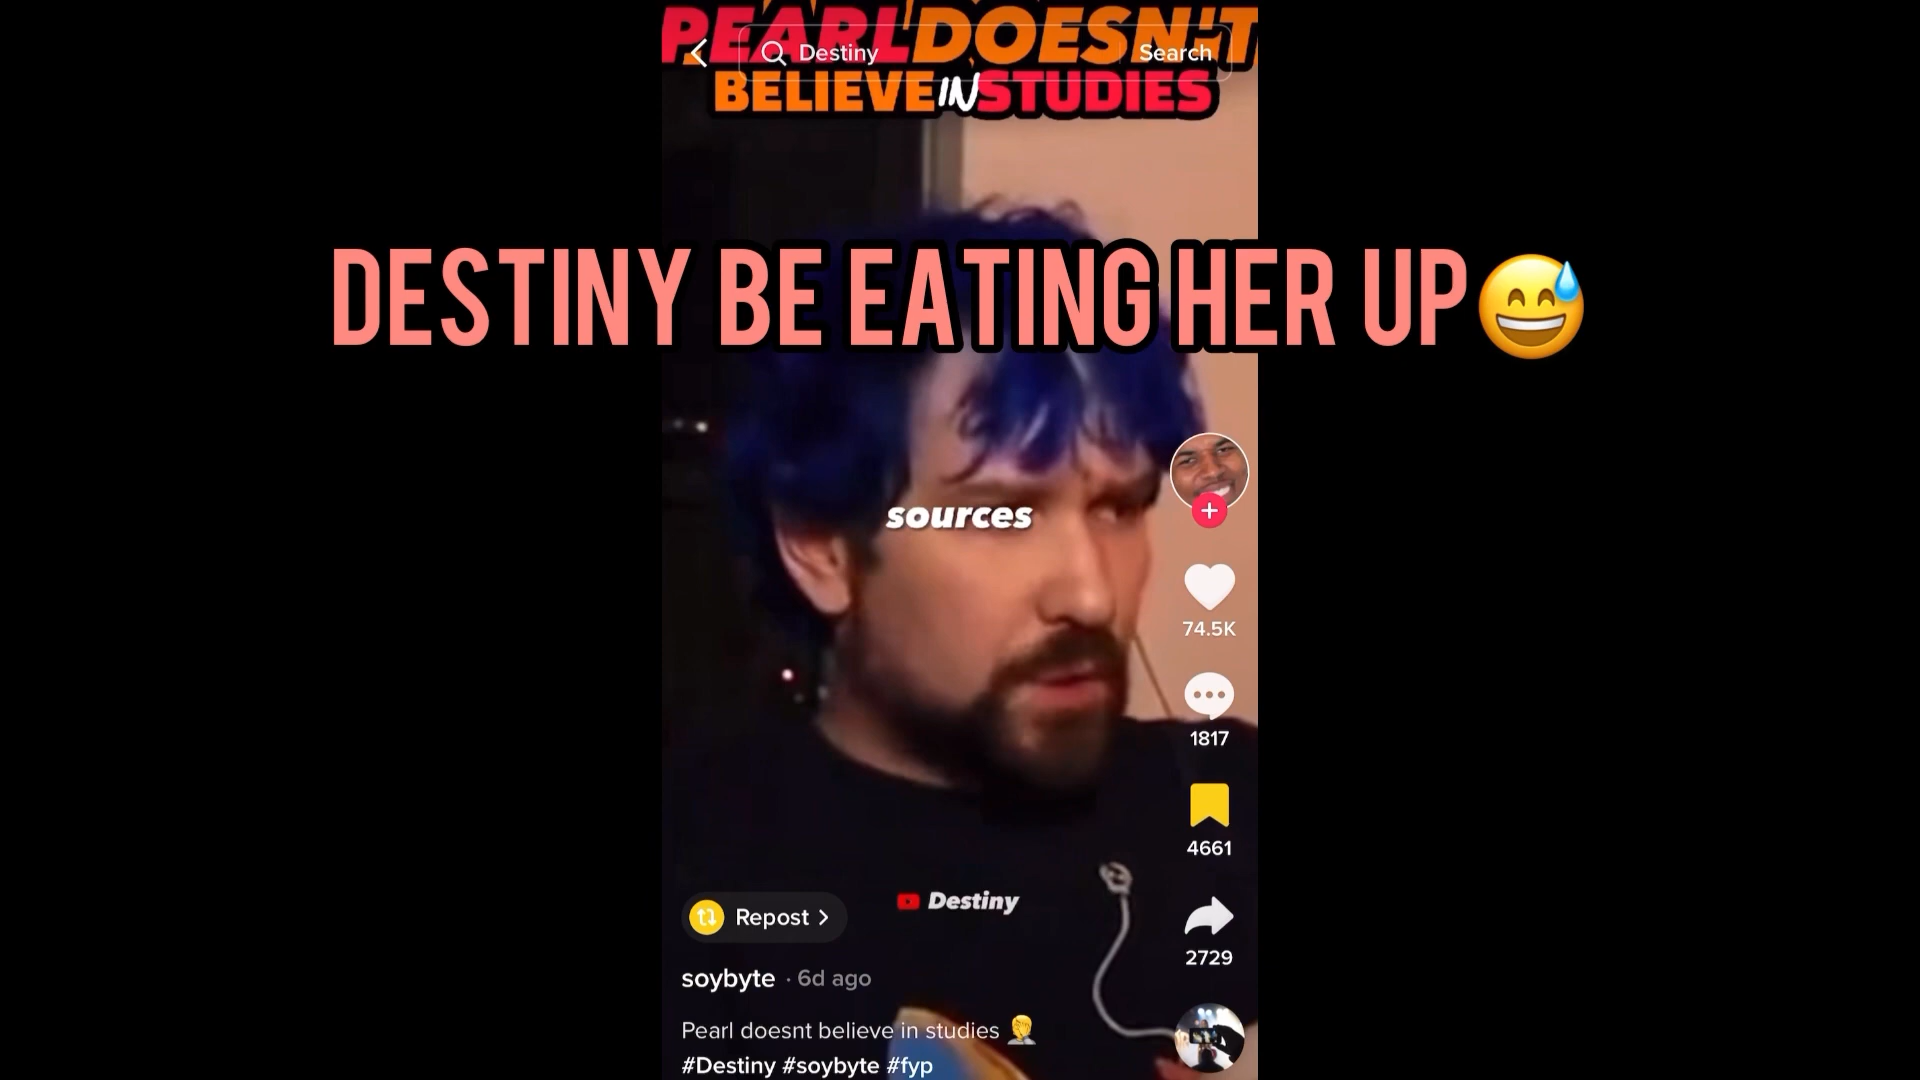 PEARL DOESN'T
Destiny Search
BELIEVE IN STUDIES
DESTINY BE EATING HER UP😅
sources
74.5K
1817
4661
Destiny
Repost >
2729
soybyte · 6d ago
Pearl doesnt believe in studies 🤦
#Destiny #soybyte #fyp